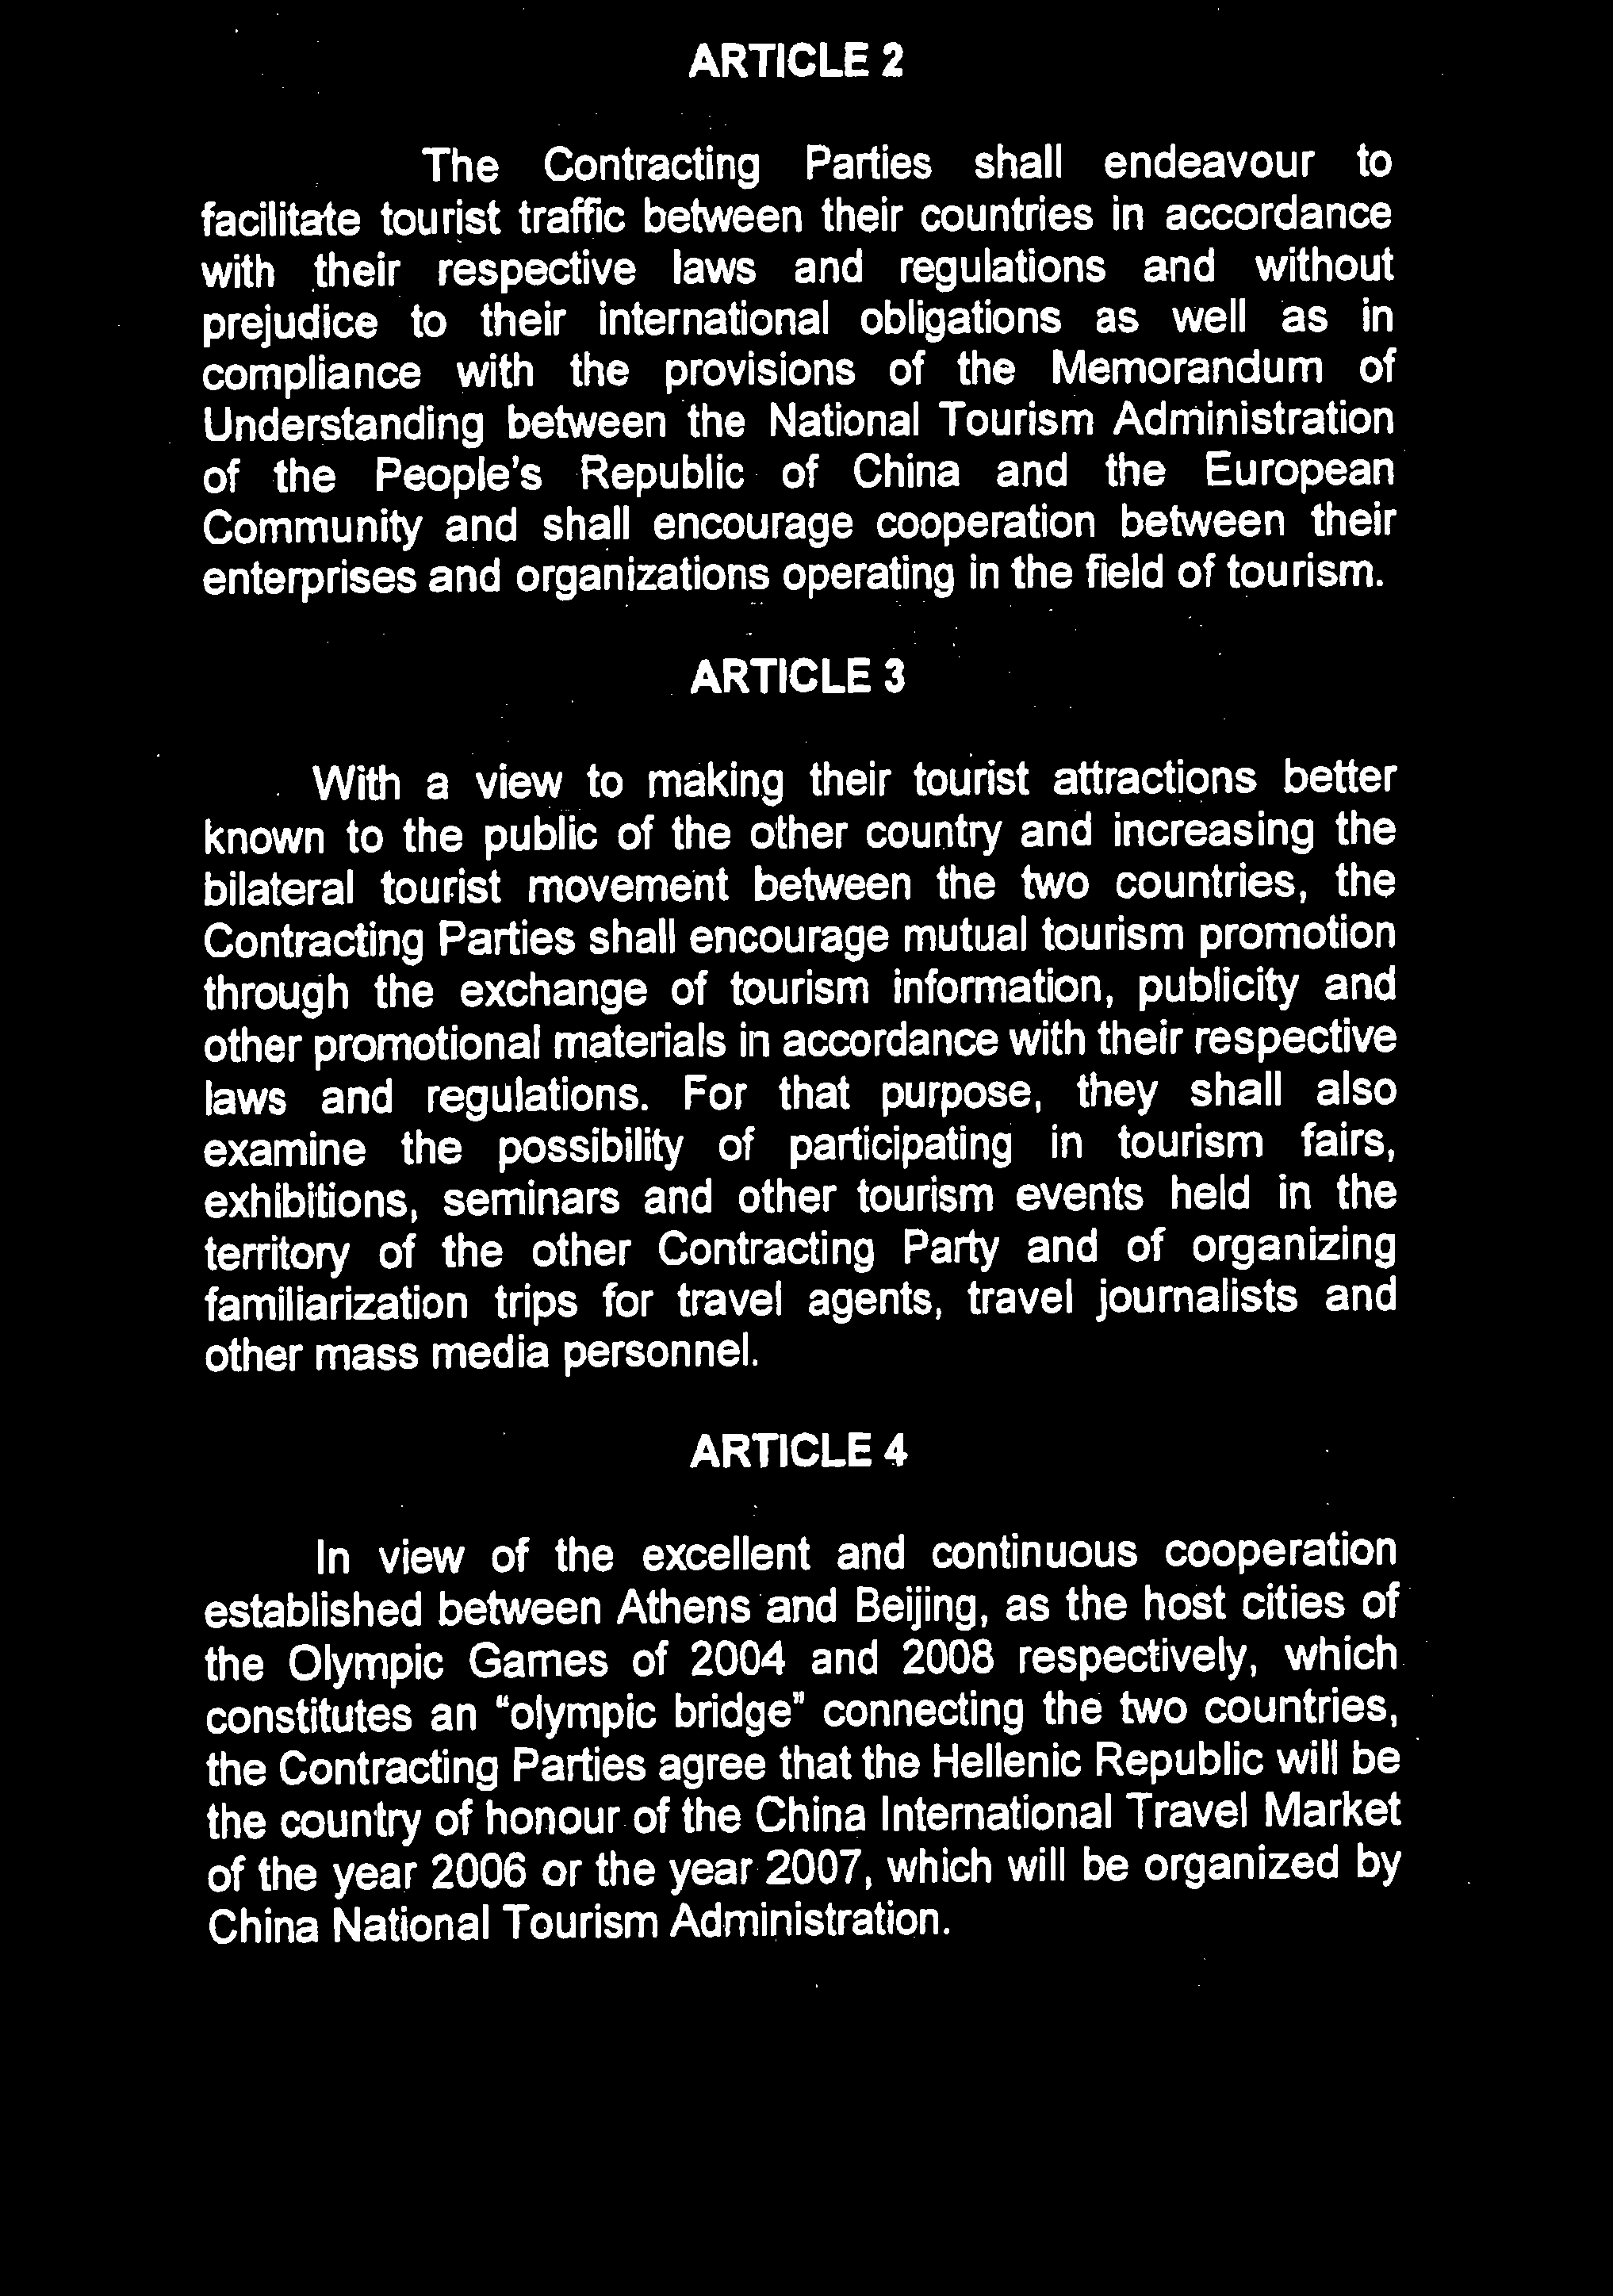 ARTICLE 2
The Contracting Parties shall endeavour to
facilitate tourist traffic between their countries in accordance
with their respective laws and regulations and without
prejudice to their international obligations as well as in
compliance with the provisions of the Memorandum of
Understanding between the National Tourism Administration
of the People's Republic of China and the European
Community and shall encourage cooperation between their
enterprises and organizations operating in the field of tourism.
ARTICLE 3
With a view to making their tourist attractions better
known to the public of the other country and increasing the
bilateral tourist movement between the two countries, the
Contracting Parties shall encourage mutual tourism promotion
through the exchange of tourism information, publicity and
other promotional materials in accordance with their respective
laws and regulations. For that purpose, they shall also
examine the possibility of participating in tourism fairs,
exhibitions, seminars and other tourism events held in the
territory of the other Contracting Party and of organizing
familiarization trips for travel agents, travel journalists and
other mass media personnel.
ARTICLE 4
In view of the excellent and continuous cooperation
established between Athens and Beijing, as the host cities of
the Olympic Games of 2004 and 2008 respectively, which
constitutes an “olympic bridge” connecting the two countries,
the Contracting Parties agree that the Hellenic Republic will be
the country of honour of the China International Travel Market
of the year 2006 or the year 2007, which will be organized by
China National Tourism Administration.